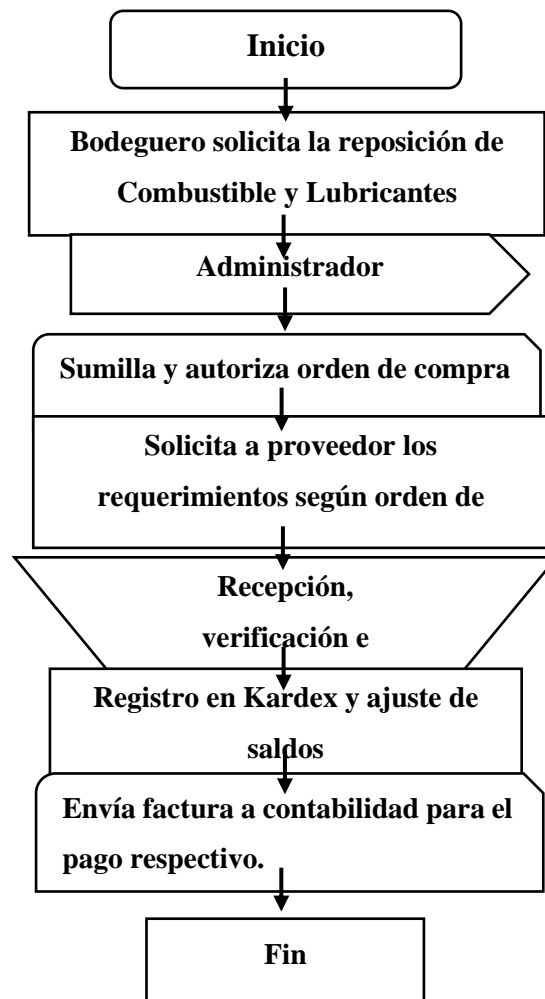 Inicio
Bodeguero solicita la reposición de
Combustible y Lubricantes
Administrador
Sumilla y autoriza orden de compra
Solicita a proveedor los
requerimientos según orden de
Recepción,
verificación e
Registro en Kardex y ajuste de
saldos
Envía factura a contabilidad para el
pago respectivo.
Fin